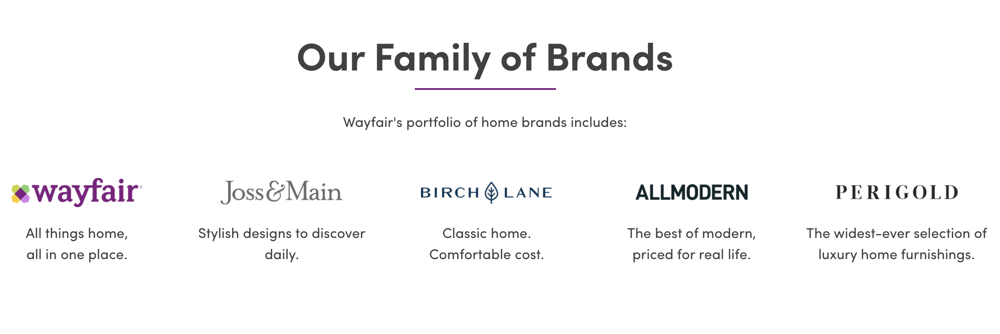 Our Family of Brands
Wayfair's portfolio of home brands includes:
wayfair®
Joss&Main
BIRCH LANE
ALLMODERN
PERIGOLD
All things home,
all in one place.
Stylish designs to discover
daily.
Classic home.
Comfortable cost.
The best of modern,
priced for real life.
The widest-ever selection of
luxury home furnishings.